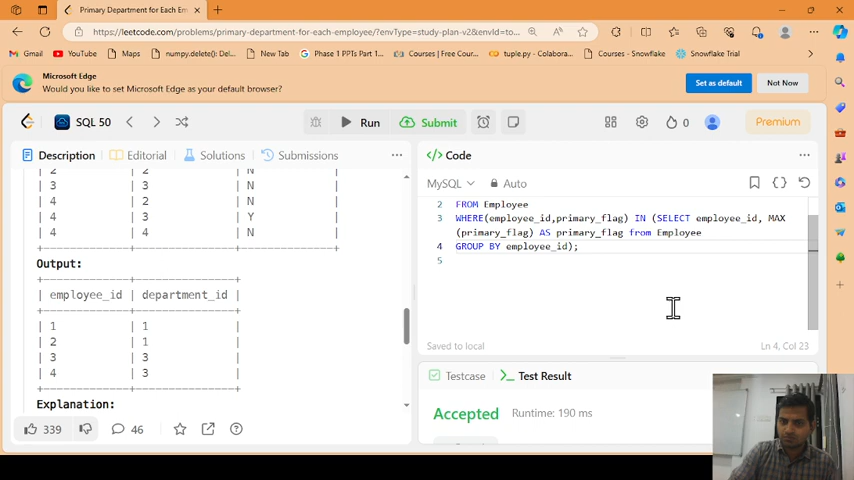 Primary Department for Each Em
https://leetcode.com/problems/primary-department-for-each-employee/?envType=study-plan-v2&envId=to...
Gmail YouTube Maps numpy.delete(): Del... New Tab Phase 1 PPTs Part 1... Courses | Free Cour... tuple.py - Colabora... Courses - Snowflake Snowflake Trial
Microsoft Edge
Would you like to set Microsoft Edge as your default browser?
Set as default Not Now
SQL 50 Run Submit 0 Premium
Description Editorial Solutions Submissions
| 2 | 2 | N |
| 3 | 3 | N |
| 4 | 2 | N |
| 4 | 3 | Y |
| 4 | 4 | N |
+-------------+---------------+--------------+
Output:
+-------------+---------------+
| employee_id | department_id |
+-------------+---------------+
| 1 | 1 |
| 2 | 1 |
| 3 | 3 |
| 4 | 3 |
+-------------+---------------+
Explanation:
339 46
</> Code
MySQL Auto
2 FROM Employee
3 WHERE(employee_id,primary_flag) IN (SELECT employee_id, MAX
(primary_flag) AS primary_flag from Employee
4 GROUP BY employee_id);
5
Saved to local Ln 4, Col 23
Testcase Test Result
Accepted Runtime: 190 ms